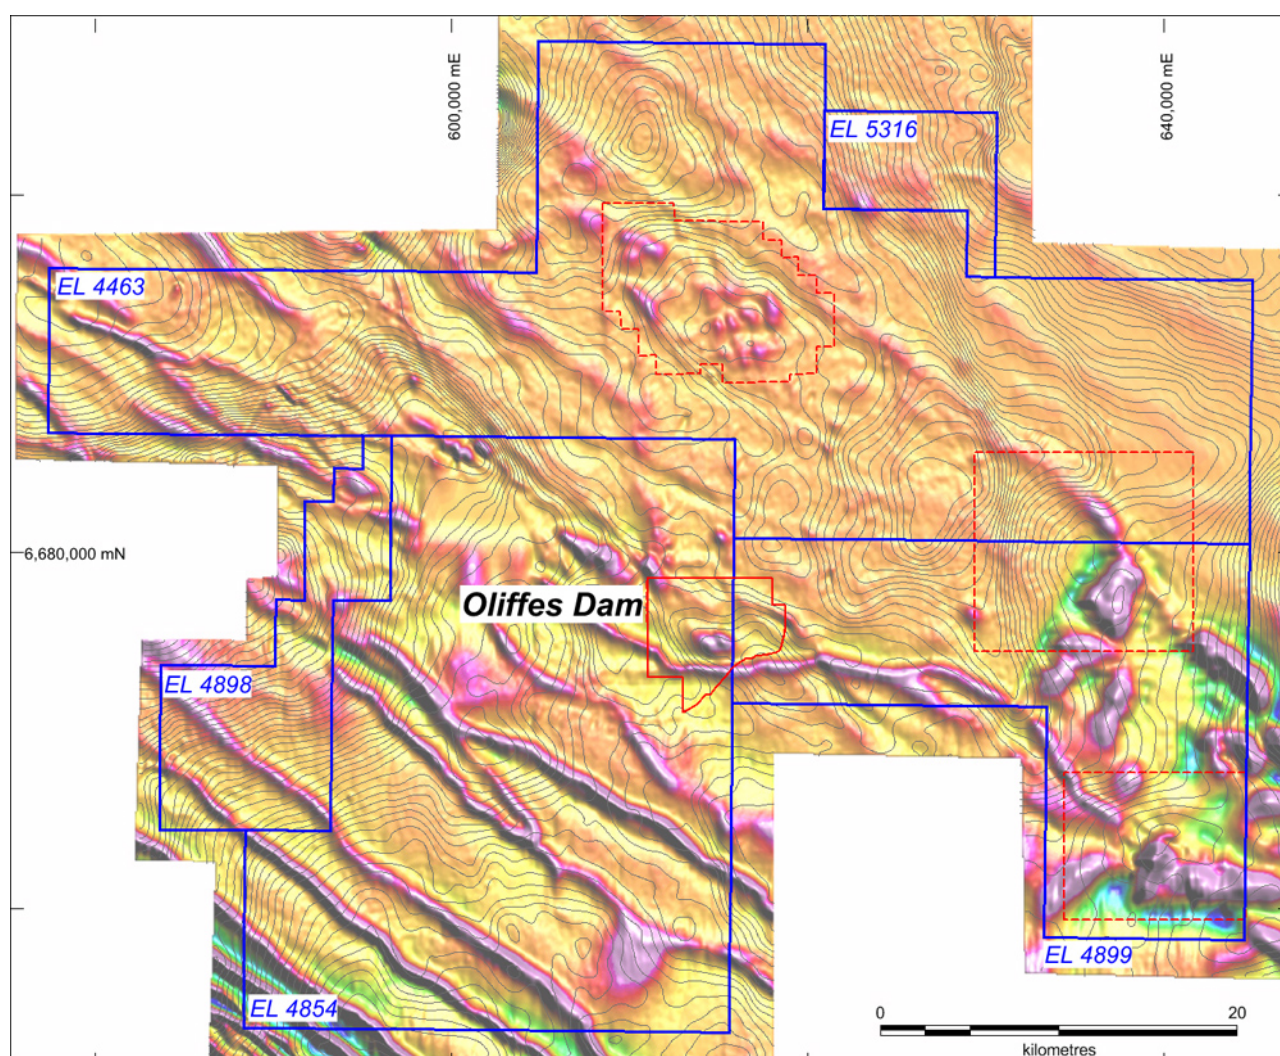 600,000 mE
640,000 mE
EL 5316
EL 4463
6,680,000 mN
Oliffes Dam
EL 4898
EL 4899
EL 4854
0
20
kilometres